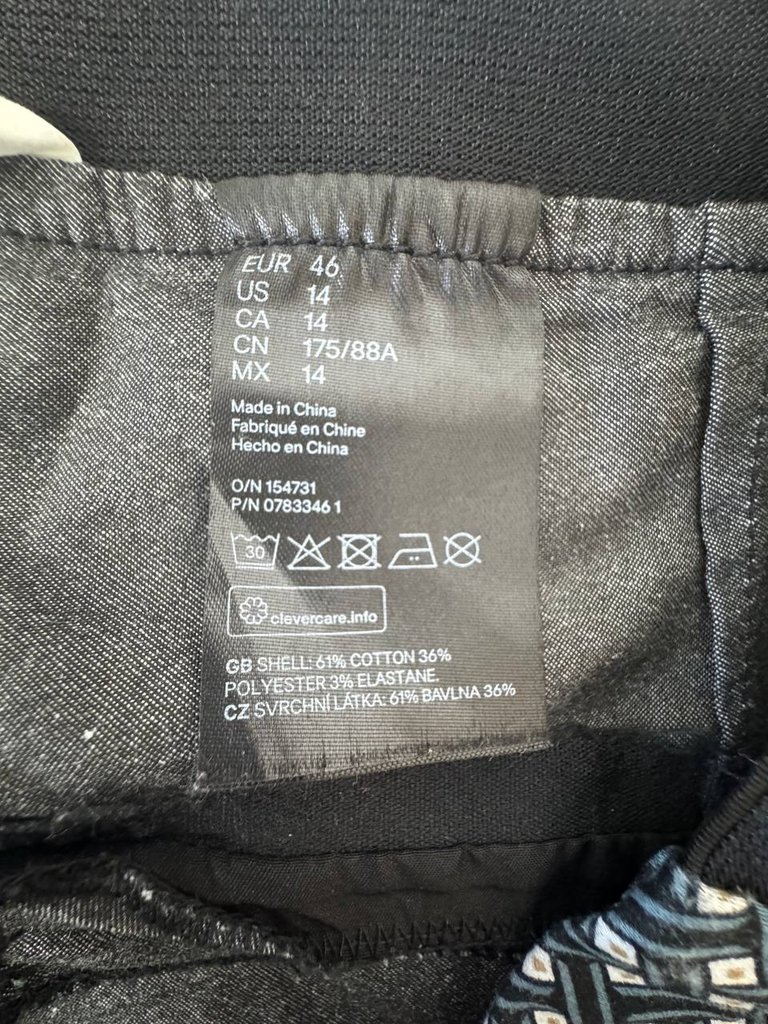 EUR 46
US 14
CA 14
CN 175/88A
MX 14
Made in China
Fabriqué en Chine
Hecho en China
O/N 154731
P/N 0783346 1
30
clevercare.info
GB SHELL: 61% COTTON 36%
POLYESTER 3% ELASTANE.
CZ SVRCHNÍ LÁTKA: 61% BAVLNA 36%